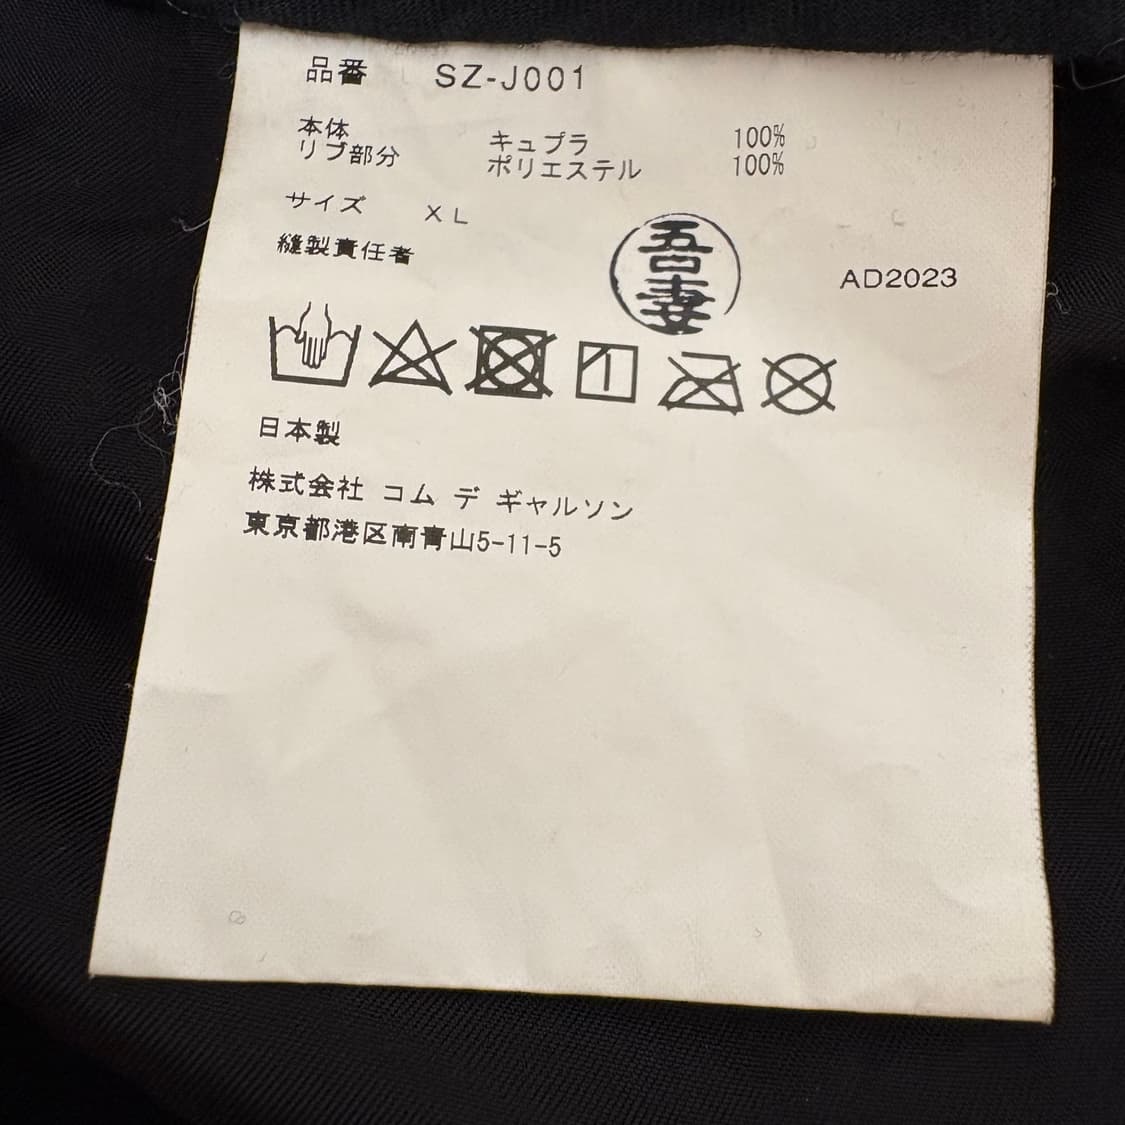 品番 SZ-J001
本体 キュプラ 100%
リブ部分 ポリエステル 100%
サイズ XL
縫製責任者 吾妻
AD2023
日本製
株式会社 コム デ ギャルソン
東京都港区南青山5-11-5